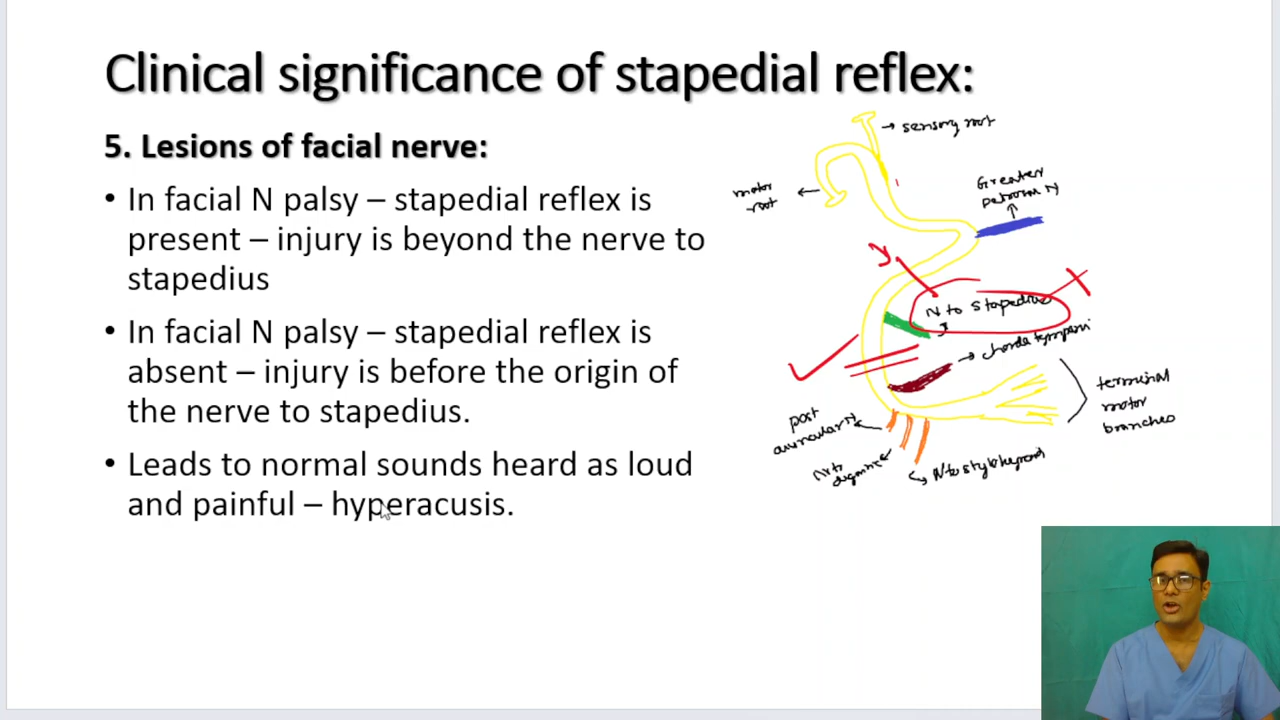 Clinical significance of stapedial reflex:
5. Lesions of facial nerve:
• In facial N palsy – stapedial reflex is
present – injury is beyond the nerve to
stapedius
• In facial N palsy – stapedial reflex is
absent – injury is before the origin of
the nerve to stapedius.
• Leads to normal sounds heard as loud
and painful – hyperacusis.
→ sensory root
motor
root
Greater
N
N to stapedius
→ chorda tympani
terminal
motor
branches
post
auricular N
N to
N to stylohyoid